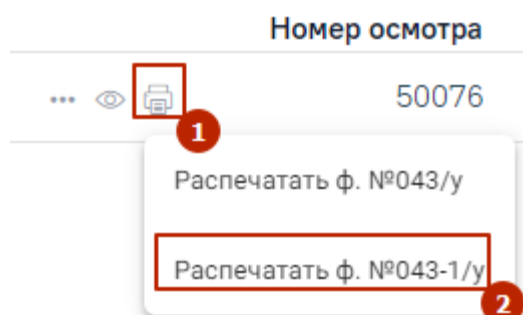 Номер осмотра
50076
1
Распечатать ф. №043/у
Распечатать ф. №043-1/у
2